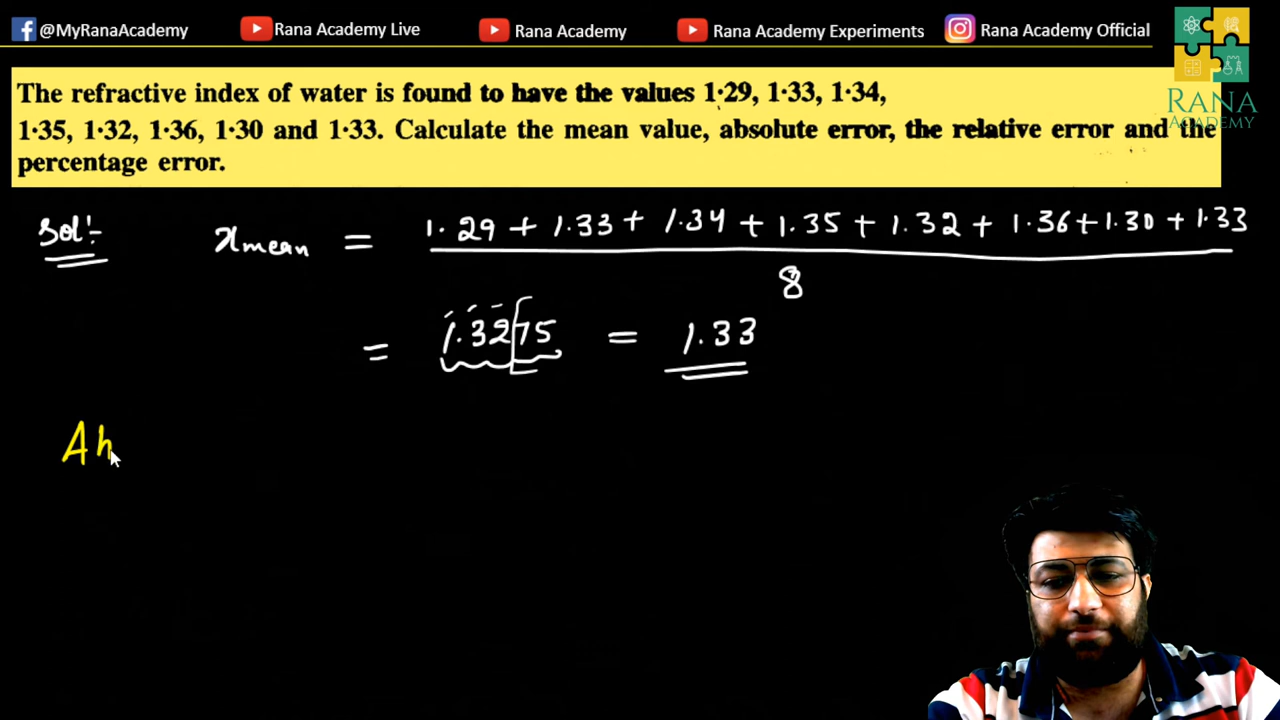 @MyRanaAcademy Rana Academy Live Rana Academy Rana Academy Experiments Rana Academy Official
RANA
ACADEMY
The refractive index of water is found to have the values 1·29, 1·33, 1·34,
1·35, 1·32, 1·36, 1·30 and 1·33. Calculate the mean value, absolute error, the relative error and the
percentage error.
Sol:- xmean = 1.29 + 1.33 + 1.34 + 1.35 + 1.32 + 1.36 + 1.30 + 1.33
8
= 1.3275 = 1.33
Ah